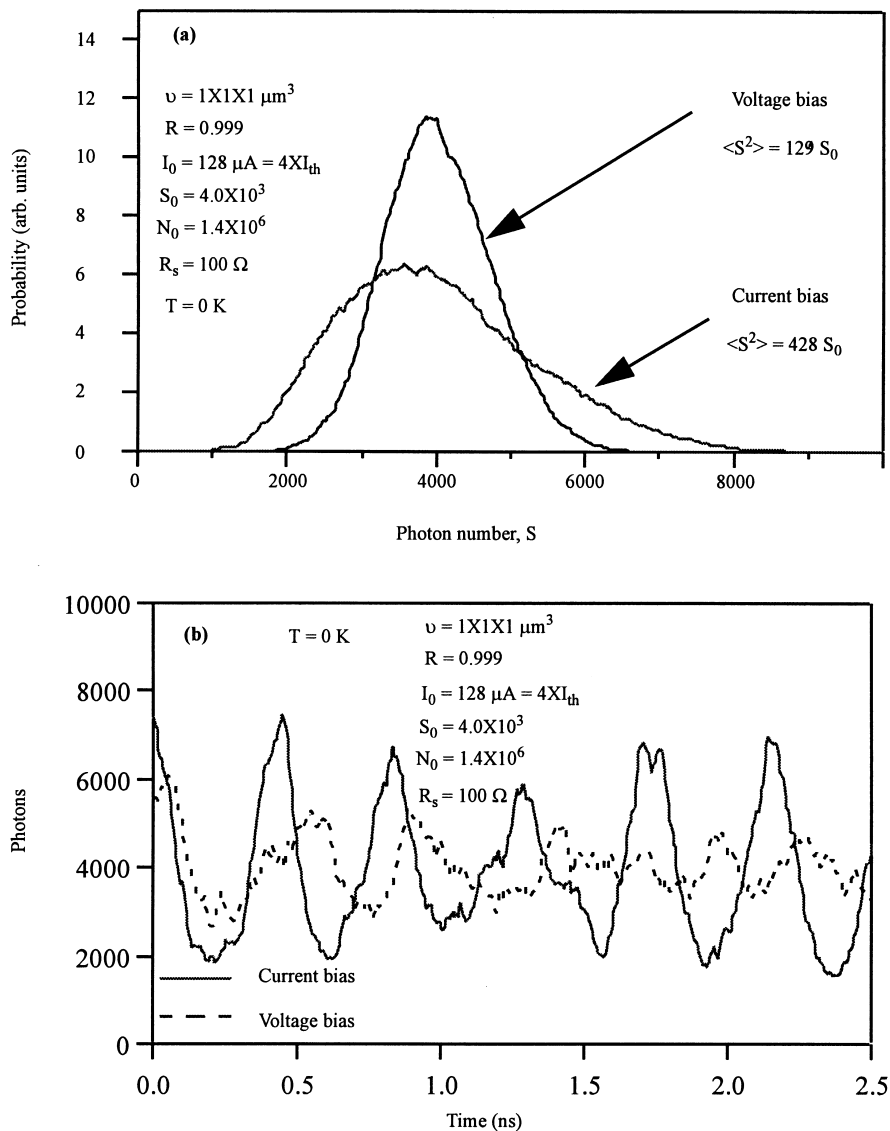 (a)
14
12
10
8
6
4
2
0
Probability (arb. units)
υ = 1X1X1 μm³
R = 0.999
I₀ = 128 μA = 4XIₜₕ
S₀ = 4.0X10³
N₀ = 1.4X10⁶
Rₛ = 100 Ω
T = 0 K
Voltage bias
<S²> = 129 S₀
Current bias
<S²> = 428 S₀
0 2000 4000 6000 8000
Photon number, S
(b)
T = 0 K
10000
8000
6000
4000
2000
0
Photons
υ = 1X1X1 μm³
R = 0.999
I₀ = 128 μA = 4XIₜₕ
S₀ = 4.0X10³
N₀ = 1.4X10⁶
Rₛ = 100 Ω
Current bias
Voltage bias
0.0 0.5 1.0 1.5 2.0 2.5
Time (ns)